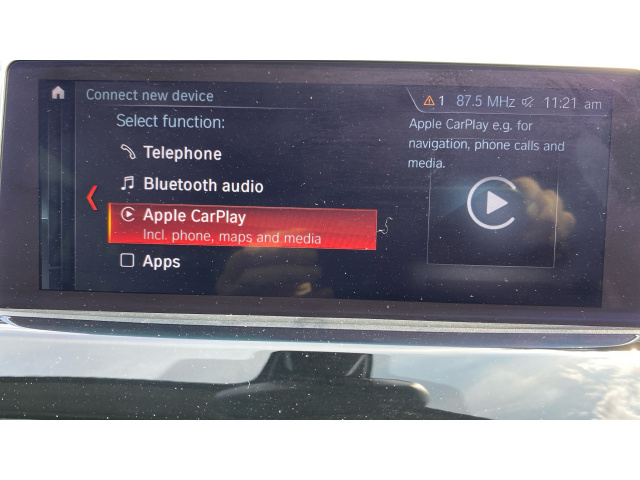 Connect new device
1 87.5 MHz 11:21 am
Select function:
Telephone
Bluetooth audio
Apple CarPlay
Incl. phone, maps and media
Apps
Apple CarPlay e.g. for
navigation, phone calls and
media.